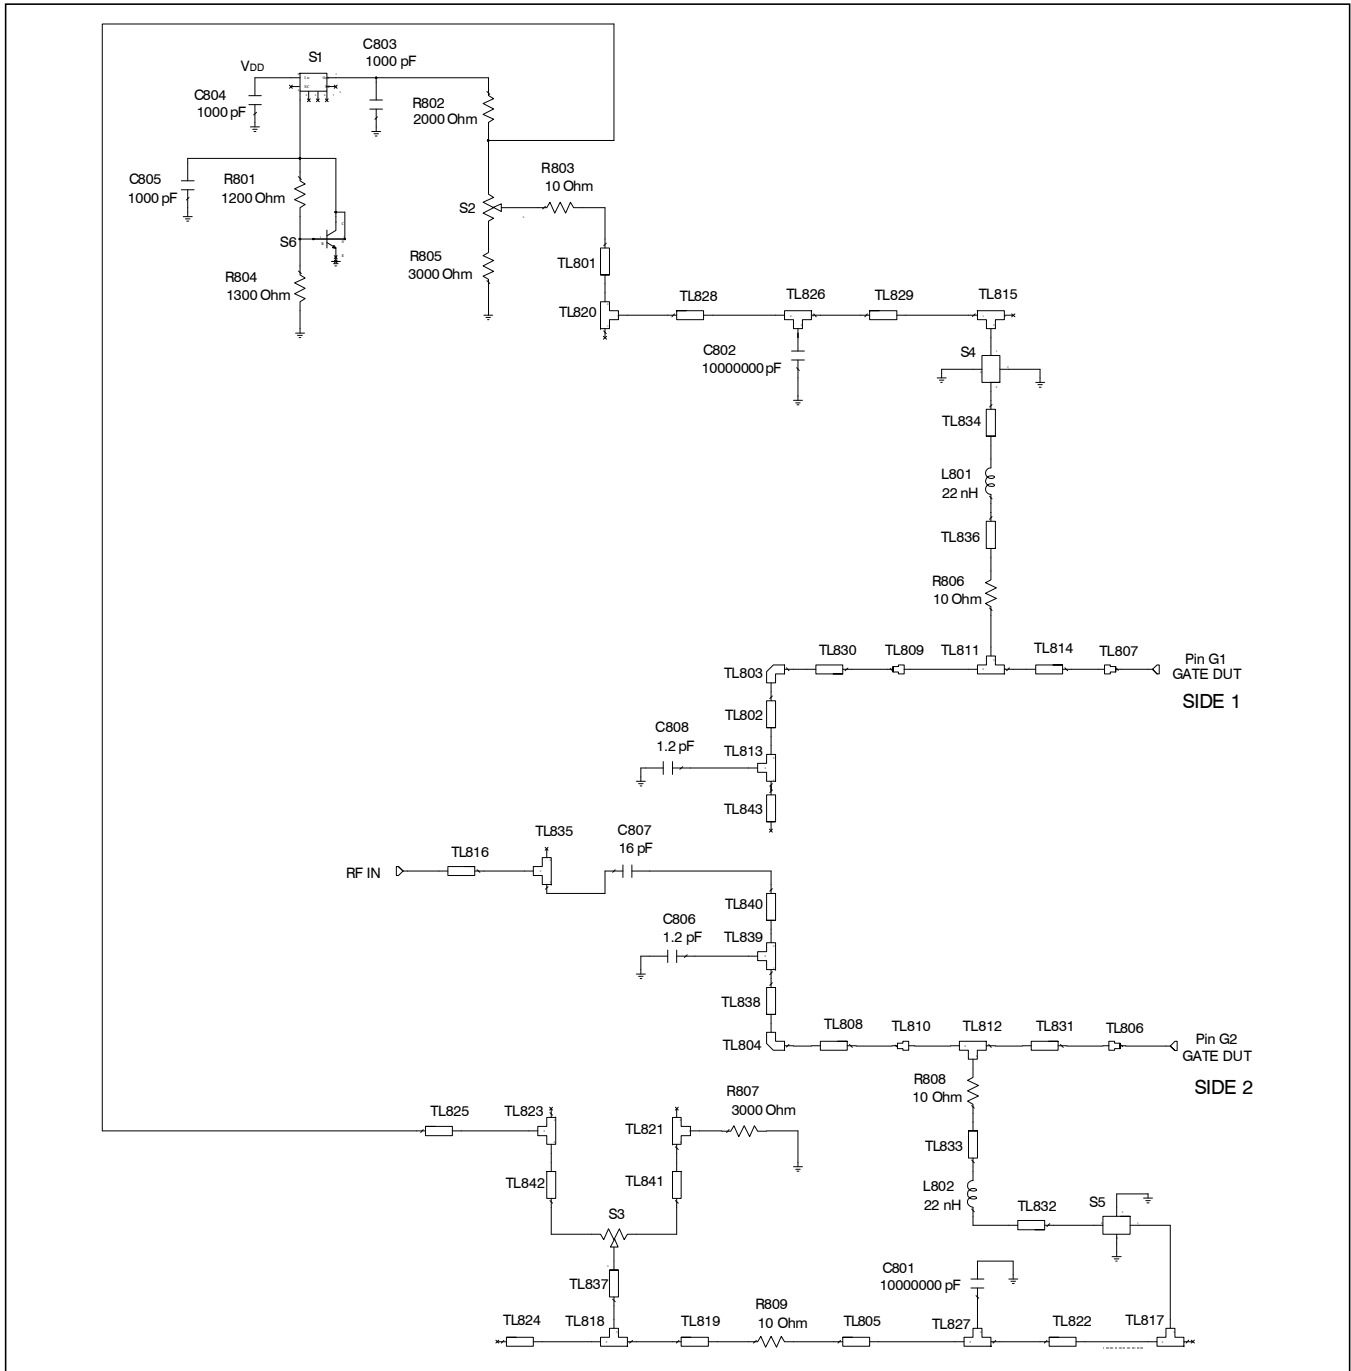 VDD
S1
C803
1000 pF
C804
1000 pF
R802
2000 Ohm
C805
1000 pF
R801
1200 Ohm
R803
10 Ohm
S2
S6
R804
1300 Ohm
R805
3000 Ohm
TL801
TL820
TL828
TL826
TL829
TL815
C802
10000000 pF
S4
TL834
L801
22 nH
TL836
R806
10 Ohm
TL803
TL830
TL809
TL811
TL814
TL807
Pin G1
GATE DUT
SIDE 1
TL802
C808
1.2 pF
TL813
TL843
RF IN
TL816
TL835
C807
16 pF
TL840
C806
1.2 pF
TL839
TL838
TL804
TL808
TL810
TL812
TL831
TL806
Pin G2
GATE DUT
SIDE 2
R808
10 Ohm
TL833
L802
22 nH
TL832
S5
TL825
TL823
TL821
R807
3000 Ohm
TL842
TL841
S3
TL837
C801
10000000 pF
TL824
TL818
TL819
R809
10 Ohm
TL805
TL827
TL822
TL817